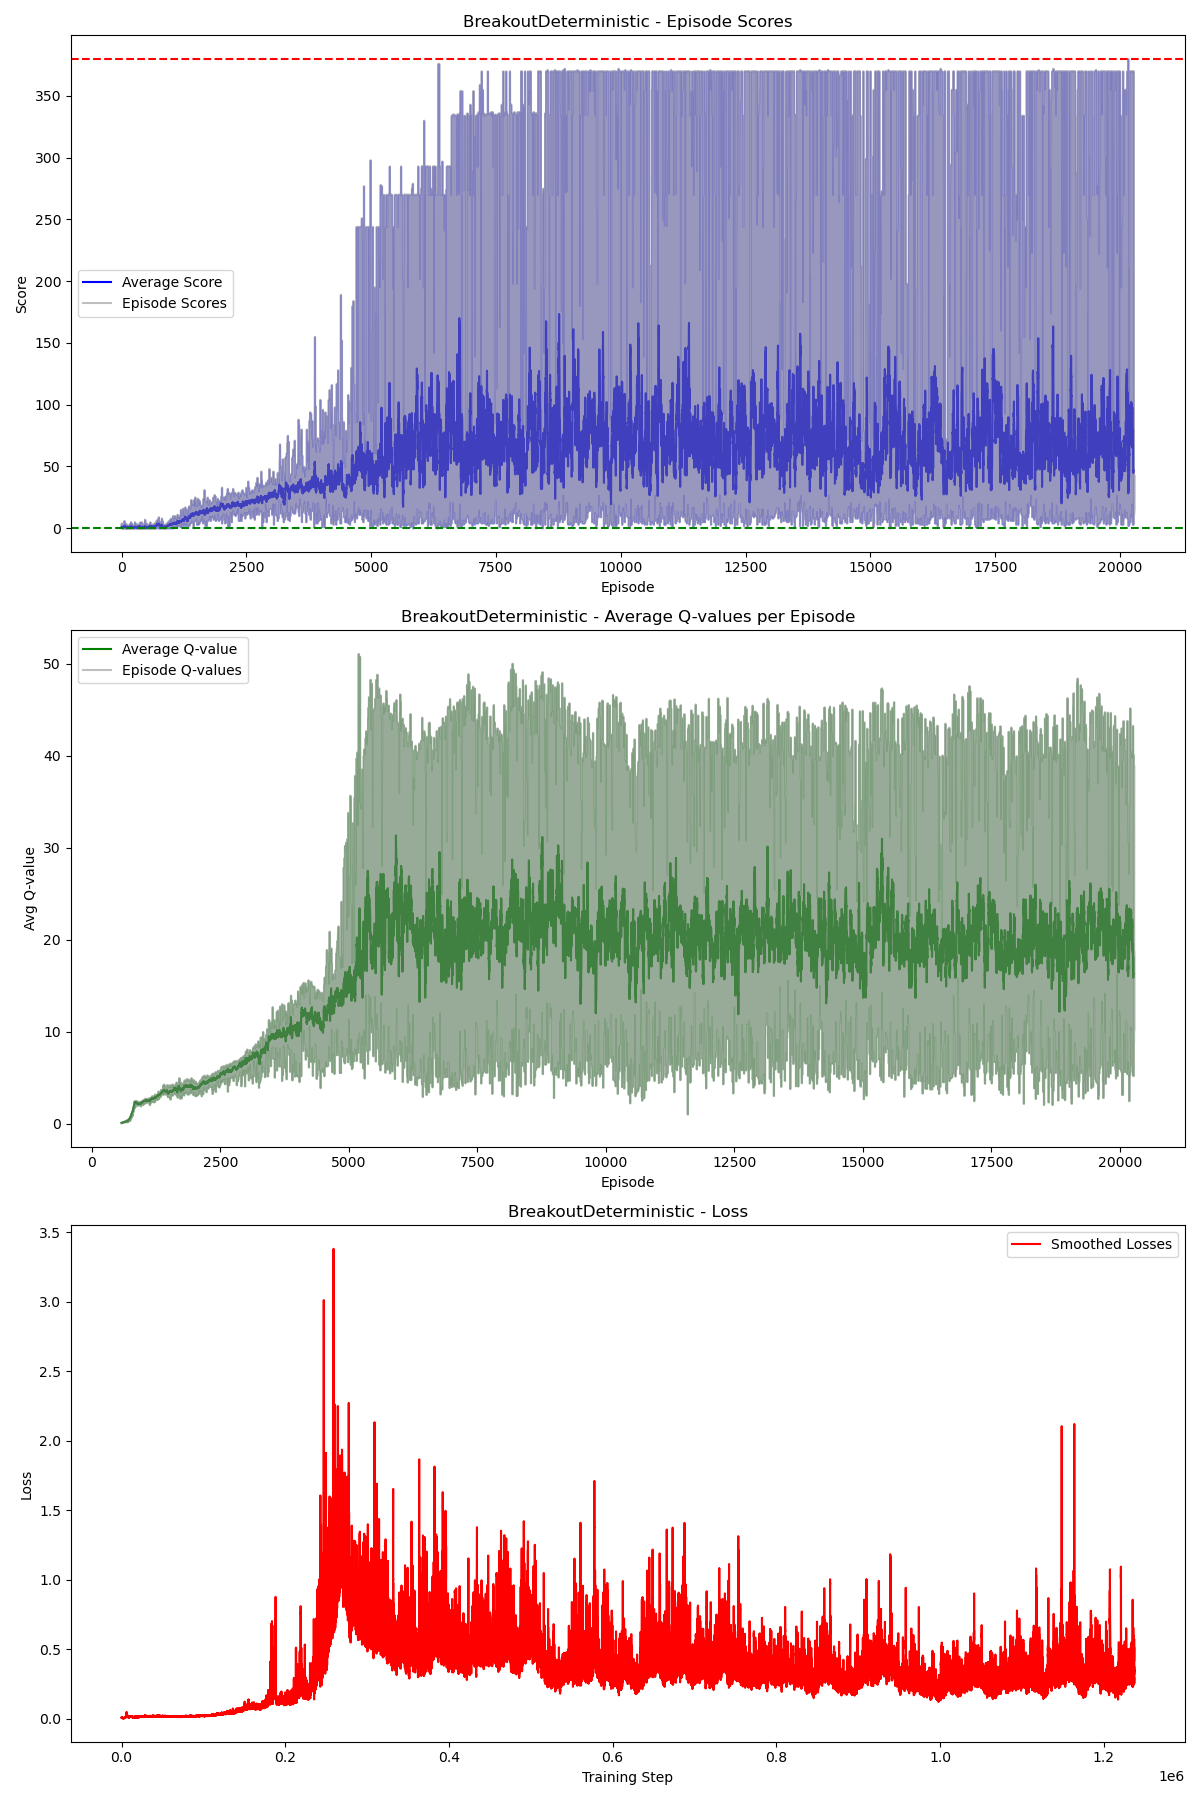 BreakoutDeterministic - Episode Scores
350
300
250
200
150
100
50
0
Score
Average Score
Episode Scores
0 2500 5000 7500 10000 12500 15000 17500 20000
Episode
BreakoutDeterministic - Average Q-values per Episode
50
40
30
20
10
0
Avg Q-value
Average Q-value
Episode Q-values
0 2500 5000 7500 10000 12500 15000 17500 20000
Episode
BreakoutDeterministic - Loss
3.5
3.0
2.5
2.0
1.5
1.0
0.5
0.0
Loss
Smoothed Losses
0.0 0.2 0.4 0.6 0.8 1.0 1.2
1e6
Training Step